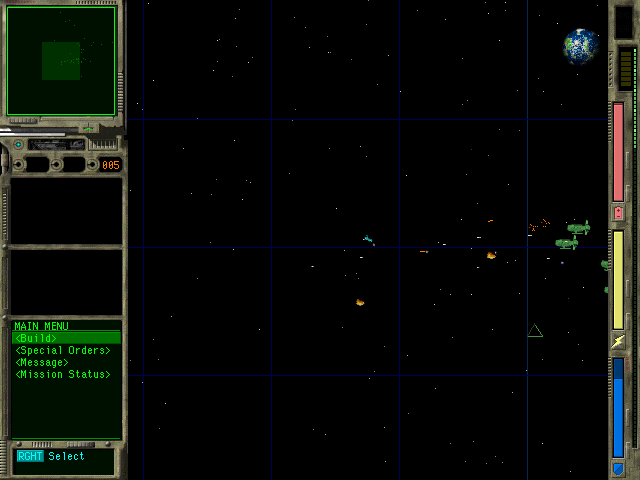 005
MAIN MENU
<Build>
<Special Orders>
<Message>
<Mission Status>
RGHT Select